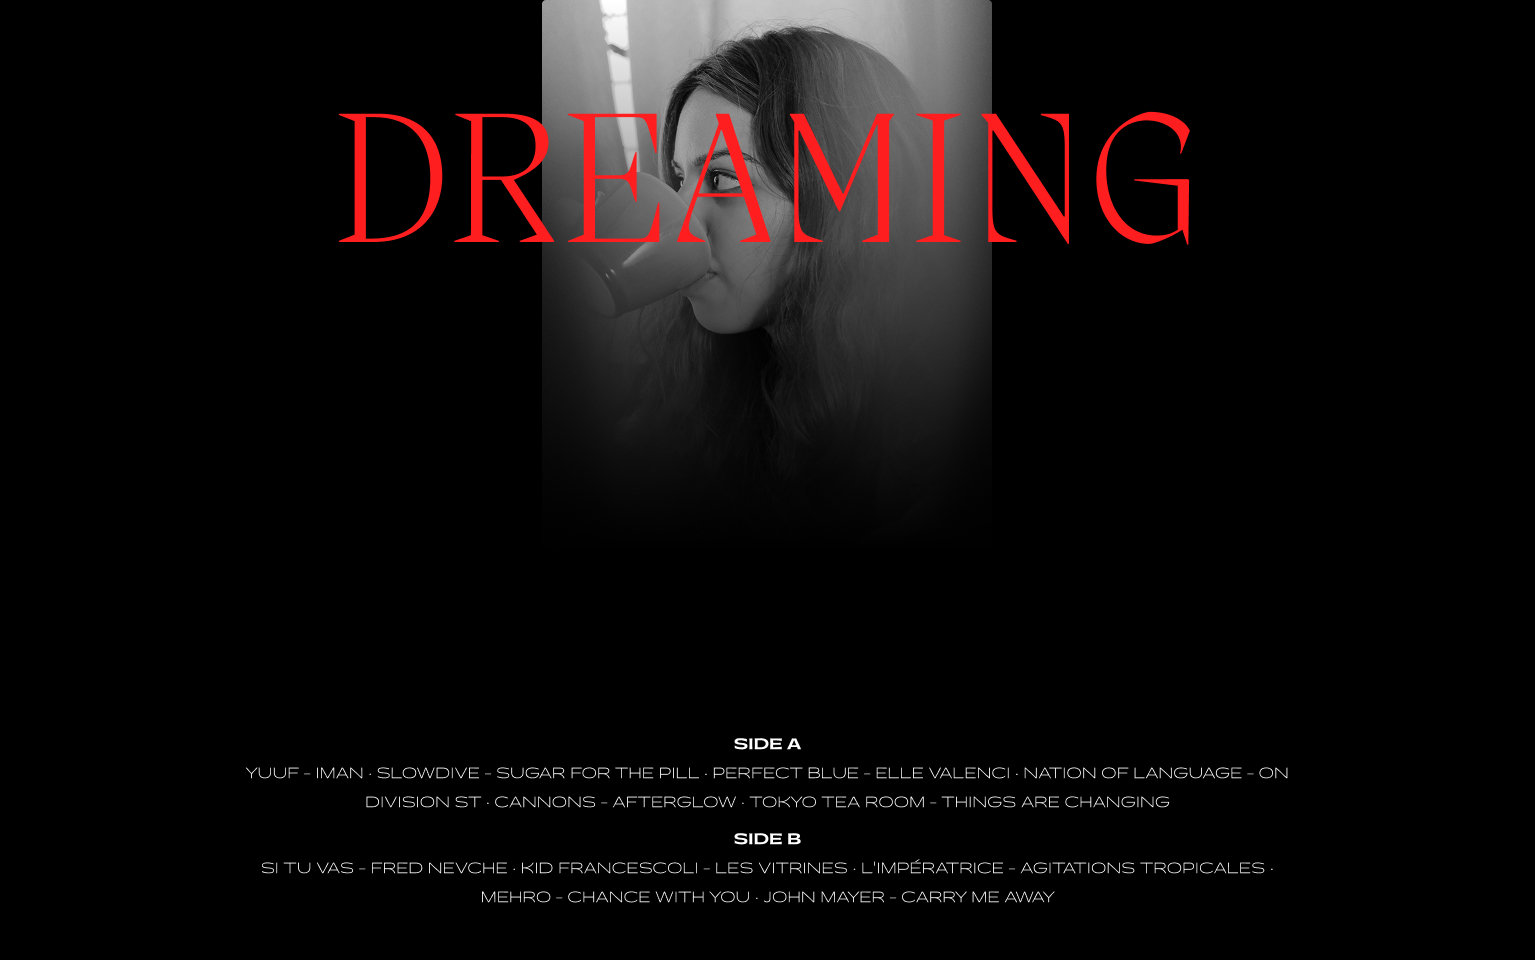 DREAMING
SIDE A
YUUF – IMAN · SLOWDIVE – SUGAR FOR THE PILL · PERFECT BLUE – ELLE VALENCI · NATION OF LANGUAGE – ON
DIVISION ST · CANNONS – AFTERGLOW · TOKYO TEA ROOM – THINGS ARE CHANGING
SIDE B
SI TU VAS – FRED NEVCHE · KID FRANCESCOLI – LES VITRINES · L'IMPÉRATRICE – AGITATIONS TROPICALES ·
MEHRO – CHANCE WITH YOU · JOHN MAYER – CARRY ME AWAY